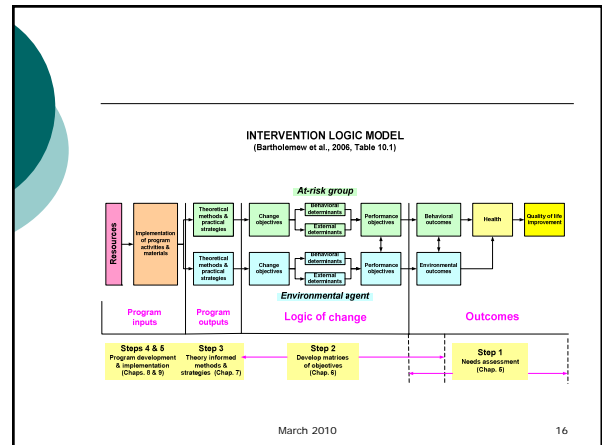 INTERVENTION LOGIC MODEL
(Bartholemew et al., 2006, Table 10.1)
At-risk group
Resources
Implementation
of program
activities &
materials
Theoretical
methods &
practical
strategies
Change
objectives
Behavioral
determinants
External
determinants
Performance
objectives
Behavioral
outcomes
Health
Quality of life
improvement
Theoretical
methods &
practical
strategies
Change
objectives
Behavioral
determinants
External
determinants
Performance
objectives
Environmental
outcomes
Environmental agent
Program
inputs
Program
outputs
Logic of change
Outcomes
Steps 4 & 5
Program development
& implementation
(Chaps. 8 & 9)
Step 3
Theory informed
methods &
strategies (Chap. 7)
Step 2
Develop matrices
of objectives
(Chap. 6)
Step 1
Needs assessment
(Chap. 5)
March 2010
16